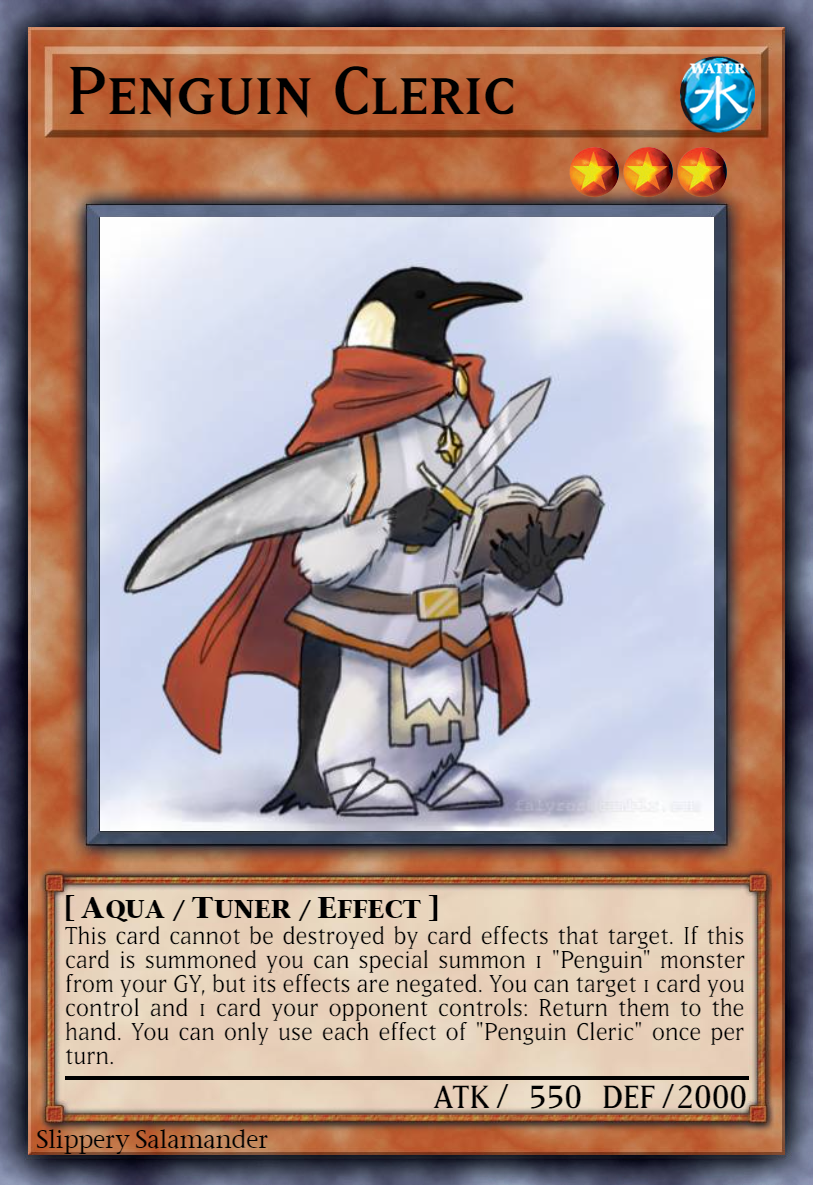 Penguin Cleric
WATER
水
[ Aqua / Tuner / Effect ]
This card cannot be destroyed by card effects that target. If this
card is summoned you can special summon 1 "Penguin" monster
from your GY, but its effects are negated. You can target 1 card you
control and 1 card your opponent controls: Return them to the
hand. You can only use each effect of "Penguin Cleric" once per
turn.
ATK / 550 DEF / 2000
Slippery Salamander